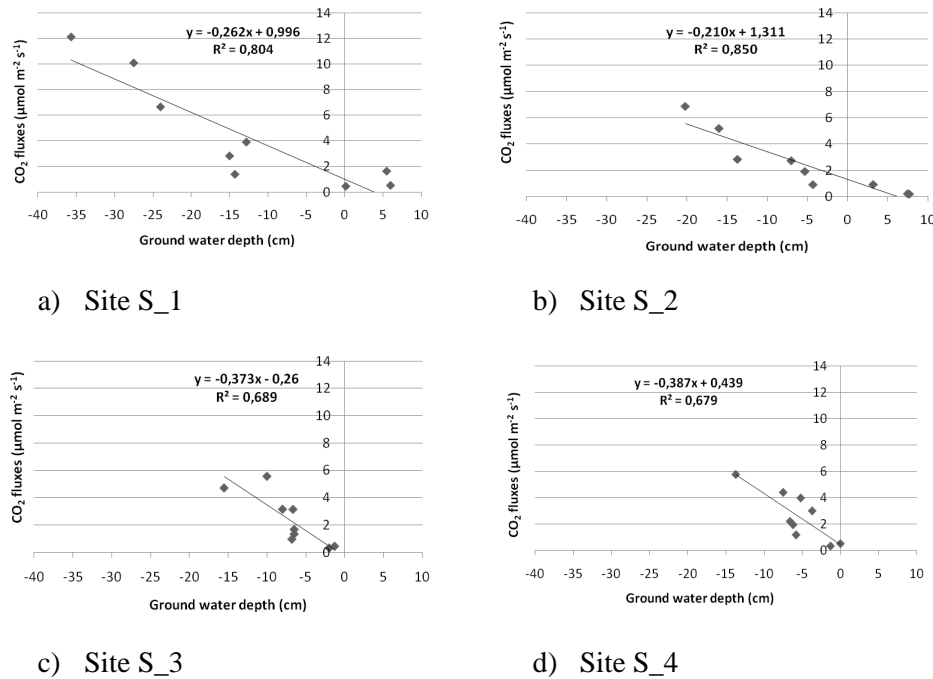 y = -0,262x + 0,996
R² = 0,804
CO₂ fluxes (µmol m⁻² s⁻¹)
14
12
10
8
6
4
2
0
-40 -35 -30 -25 -20 -15 -10 -5 0 5 10
Ground water depth (cm)
a) Site S_1
y = -0,210x + 1,311
R² = 0,850
CO₂ fluxes (µmol m⁻² s⁻¹)
14
12
10
8
6
4
2
0
-40 -35 -30 -25 -20 -15 -10 -5 0 5 10
Ground water depth (cm)
b) Site S_2
y = -0,373x - 0,26
R² = 0,689
CO₂ fluxes (µmol m⁻² s⁻¹)
14
12
10
8
6
4
2
0
-40 -35 -30 -25 -20 -15 -10 -5 0 5 10
Ground water depth (cm)
c) Site S_3
y = -0,387x + 0,439
R² = 0,679
CO₂ fluxes (µmol m⁻² s⁻¹)
14
12
10
8
6
4
2
0
-40 -35 -30 -25 -20 -15 -10 -5 0 5 10
Ground water depth (cm)
d) Site S_4